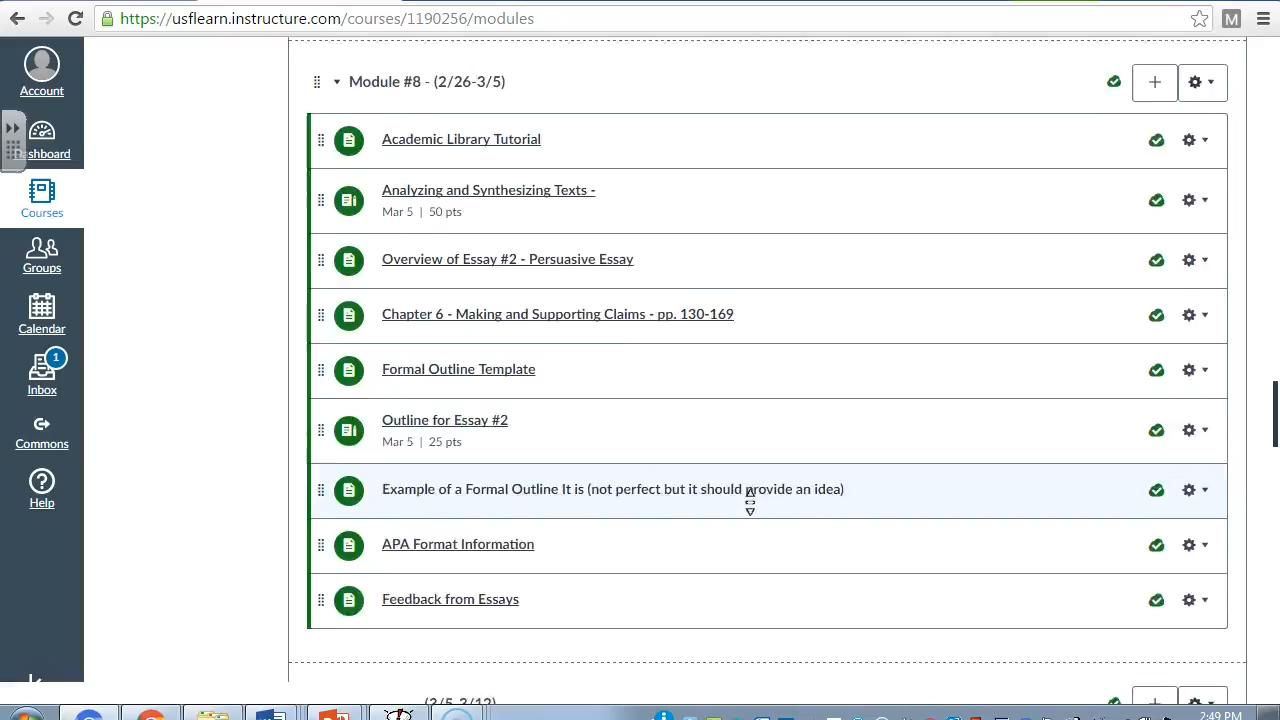 https://usflearn.instructure.com/courses/1190256/modules
M
Account
Dashboard
Courses
Groups
Calendar
1
Inbox
Commons
Help
Module #8 - (2/26-3/5)
Academic Library Tutorial
Analyzing and Synthesizing Texts -
Mar 5 | 50 pts
Overview of Essay #2 - Persuasive Essay
Chapter 6 - Making and Supporting Claims - pp. 130-169
Formal Outline Template
Outline for Essay #2
Mar 5 | 25 pts
Example of a Formal Outline It is (not perfect but it should provide an idea)
APA Format Information
Feedback from Essays
(3/5-3/12)
2:49 PM